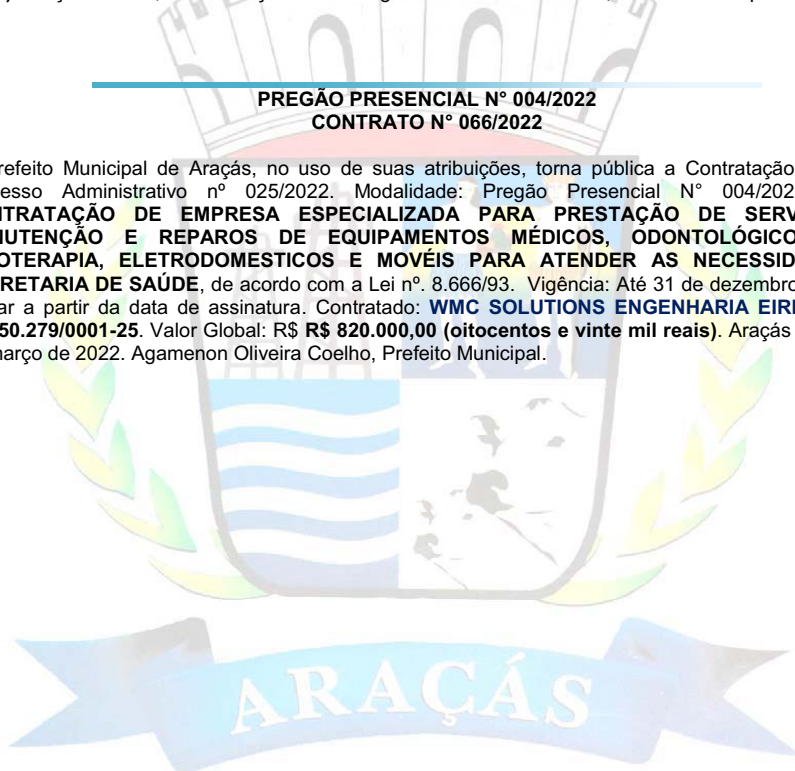 PREGÃO PRESENCIAL N° 004/2022
CONTRATO N° 066/2022
refeito Municipal de Araçás, no uso de suas atribuições, torna pública a Contratação
esso Administrativo nº 025/2022. Modalidade: Pregão Presencial N° 004/202
NTRATAÇÃO DE EMPRESA ESPECIALIZADA PARA PRESTAÇÃO DE SERV
NUTENÇÃO E REPAROS DE EQUIPAMENTOS MÉDICOS, ODONTOLÓGICO
IOTERAPIA, ELETRODOMESTICOS E MOVÉIS PARA ATENDER AS NECESSID
RETARIA DE SAÚDE, de acordo com a Lei nº. 8.666/93. Vigência: Até 31 de dezembro
ar a partir da data de assinatura. Contratado: WMC SOLUTIONS ENGENHARIA EIRE
50.279/0001-25. Valor Global: R$ R$ 820.000,00 (oitocentos e vinte mil reais). Araçás
março de 2022. Agamenon Oliveira Coelho, Prefeito Municipal.
ARAÇÁS